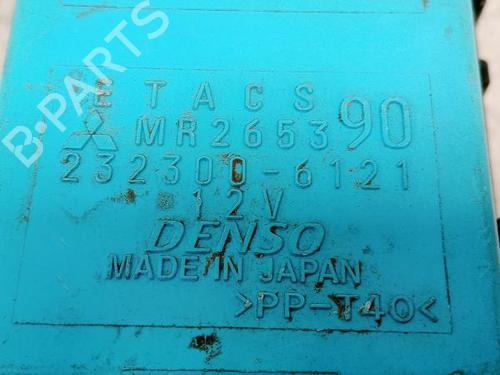 ETACS
MR265390
232300-6121
12V
DENSO
MADE IN JAPAN
>PP-T40<
B-PARTS